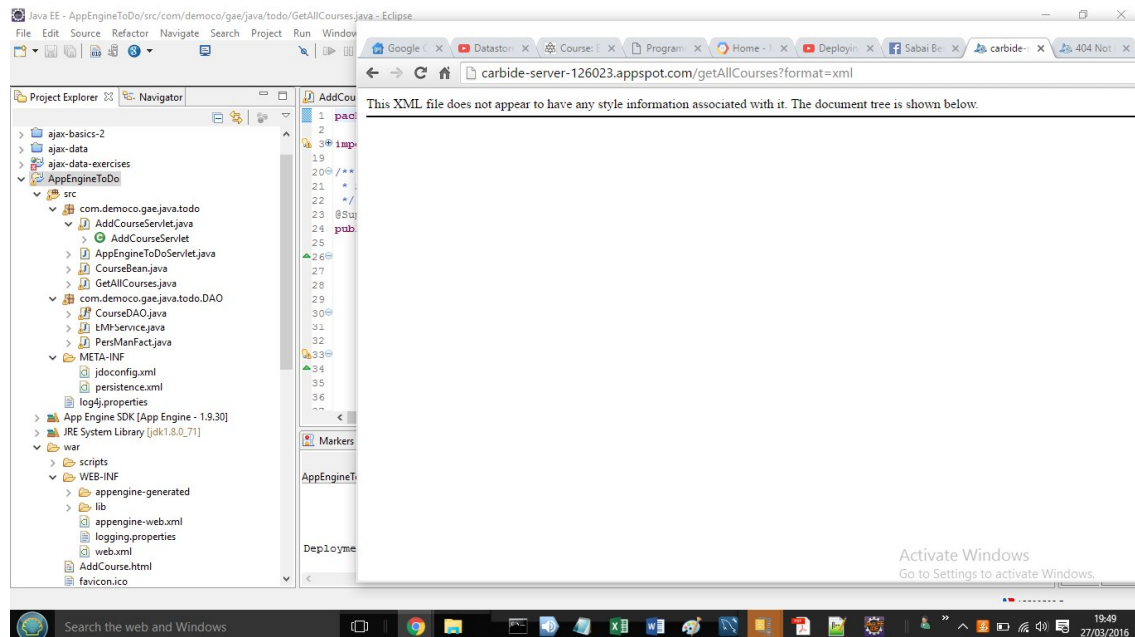 Java EE - AppEngineToDo/src/com/democo/gae/java/todo/GetAllCourses.java - Eclipse
File Edit Source Refactor Navigate Search Project Run Window
Project Explorer Navigator
ajax-basics-2
ajax-data
ajax-data-exercises
AppEngineToDo
src
com.democo.gae.java.todo
AddCourseServlet.java
AddCourseServlet
AppEngineToDoServlet.java
CourseBean.java
GetAllCourses.java
com.democo.gae.java.todo.DAO
CourseDAO.java
EMFService.java
PersManFact.java
META-INF
jdoconfig.xml
persistence.xml
log4j.properties
App Engine SDK [App Engine - 1.9.30]
JRE System Library [jdk1.8.0_71]
war
scripts
WEB-INF
appengine-generated
lib
appengine-web.xml
logging.properties
web.xml
AddCourse.html
favicon.ico
AddCou
1 pac
2
3 imp
19
20 /**
21 *
22 */
23 @Su
24 pub
25
26
27
28
29
30
31
32
33
34
35
36
Markers
AppEngineT
Deployme
Google C Datastor Course: E Program Home - Deployin Sabai Be carbide-s 404 Not
carbide-server-126023.appspot.com/getAllCourses?format=xml
This XML file does not appear to have any style information associated with it. The document tree is shown below.
Activate Windows
Go to Settings to activate Windows.
Search the web and Windows
19:49
27/03/2016